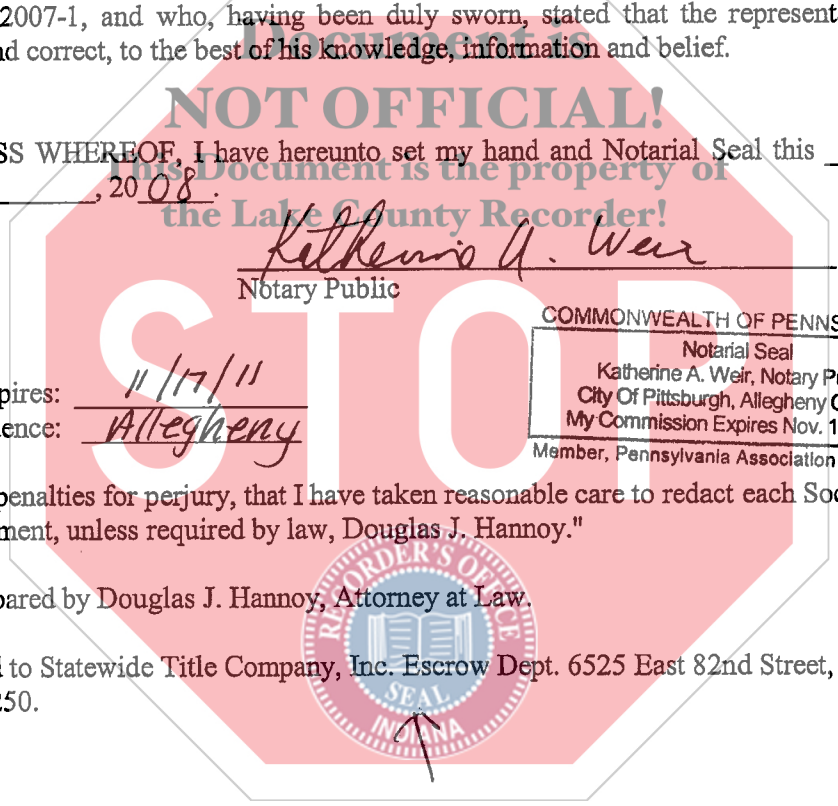 2007-1, and who, having been duly sworn, stated that the represent
nd correct, to the best of his knowledge, information and belief.
Document is
NOT OFFICIAL!
SS WHEREOF, I have hereunto set my hand and Notarial Seal this
This Document is the property of
, 2008.
the Lake County Recorder!
Katherine A. Weir
Notary Public
STOP
COMMONWEALTH OF PENNS
Notarial Seal
Katherine A. Weir, Notary P
City Of Pittsburgh, Allegheny C
My Commission Expires Nov. 1
Member, Pennsylvania Association
pires: 11/17/11
ence: Allegheny
penalties for perjury, that I have taken reasonable care to redact each Soc
ment, unless required by law, Douglas J. Hannoy."
pared by Douglas J. Hannoy, Attorney at Law.
to Statewide Title Company, Inc. Escrow Dept. 6525 East 82nd Street,
250.
RECORDER'S OFFICE
SEAL
INDIANA